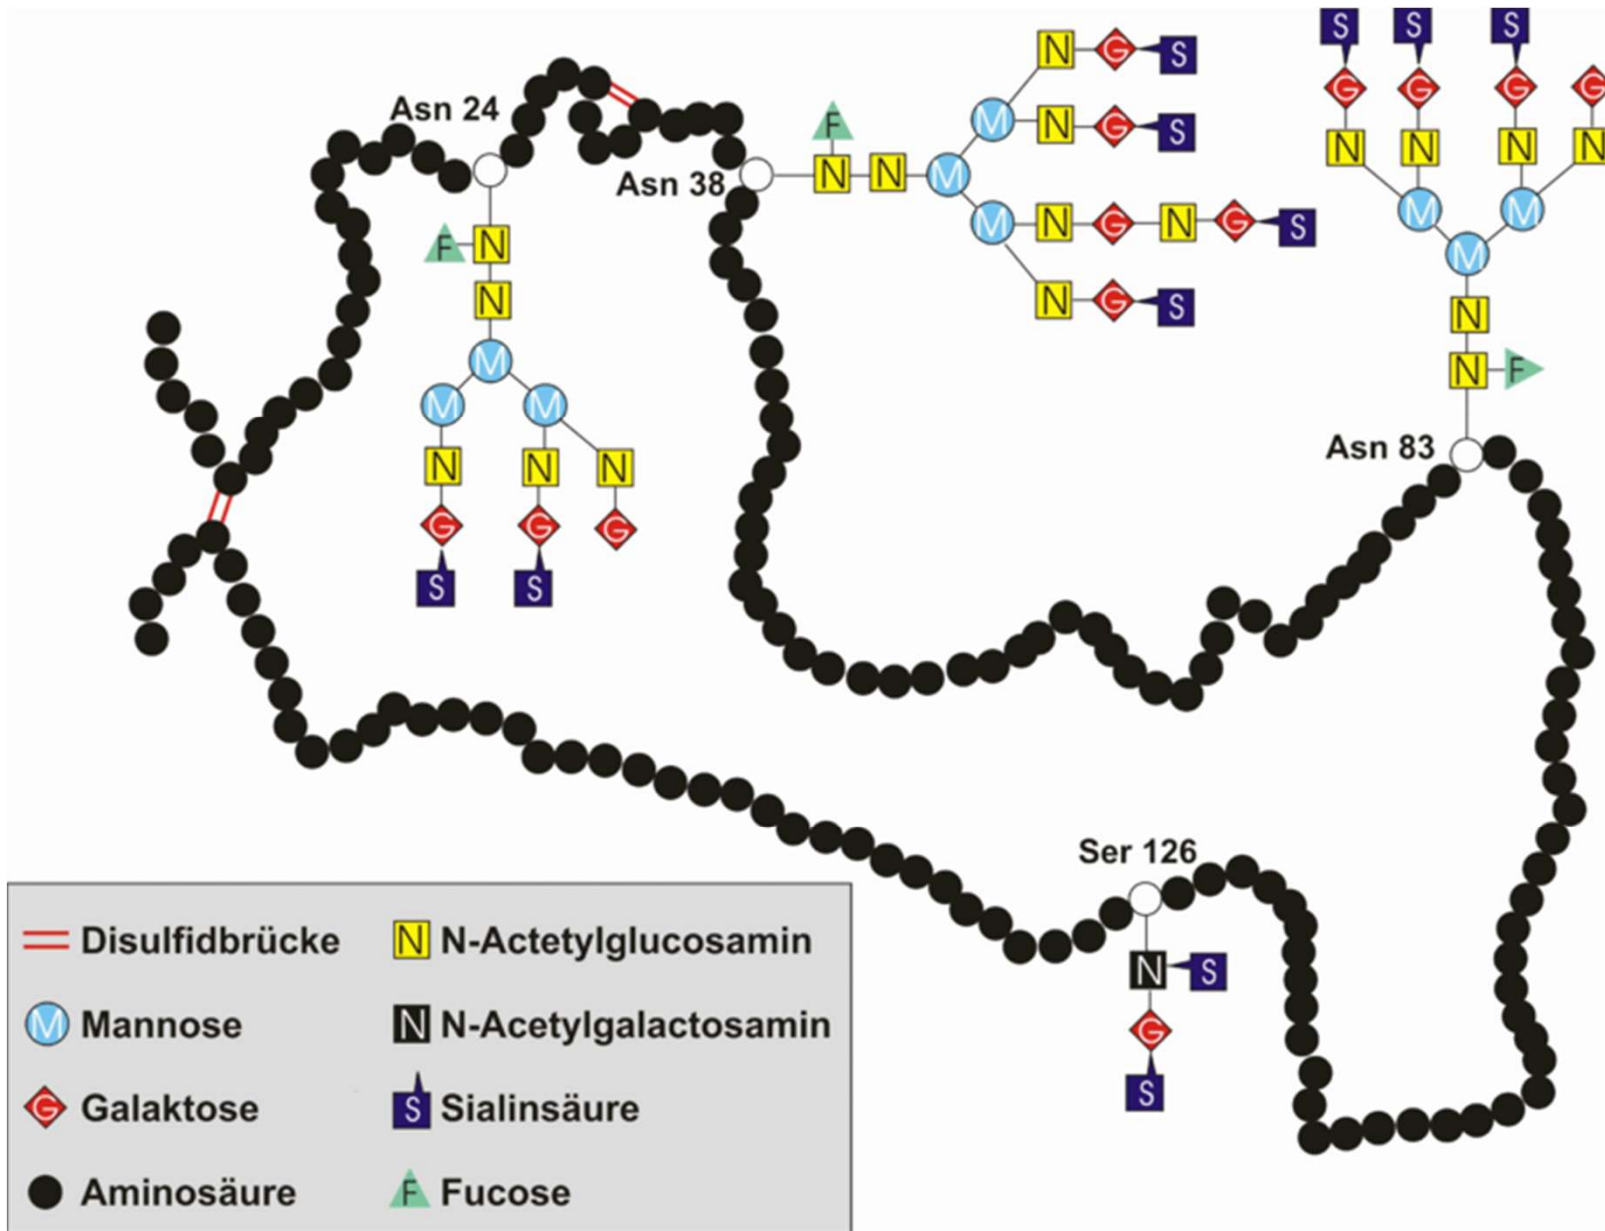 S S S
N G S
G G G G
Asn 24
F
M N G S
N N N N
Asn 38
N N M
M N G N G S
M M
F N
M
N
N G S
N
M
N F
M M
Asn 83
N N N
G G G
S S
Ser 126
N S
G
S
Disulfidbrücke
N N-Actetylglucosamin
M Mannose
N N-Acetylgalactosamin
G Galaktose
S Sialinsäure
Aminosäure
F Fucose